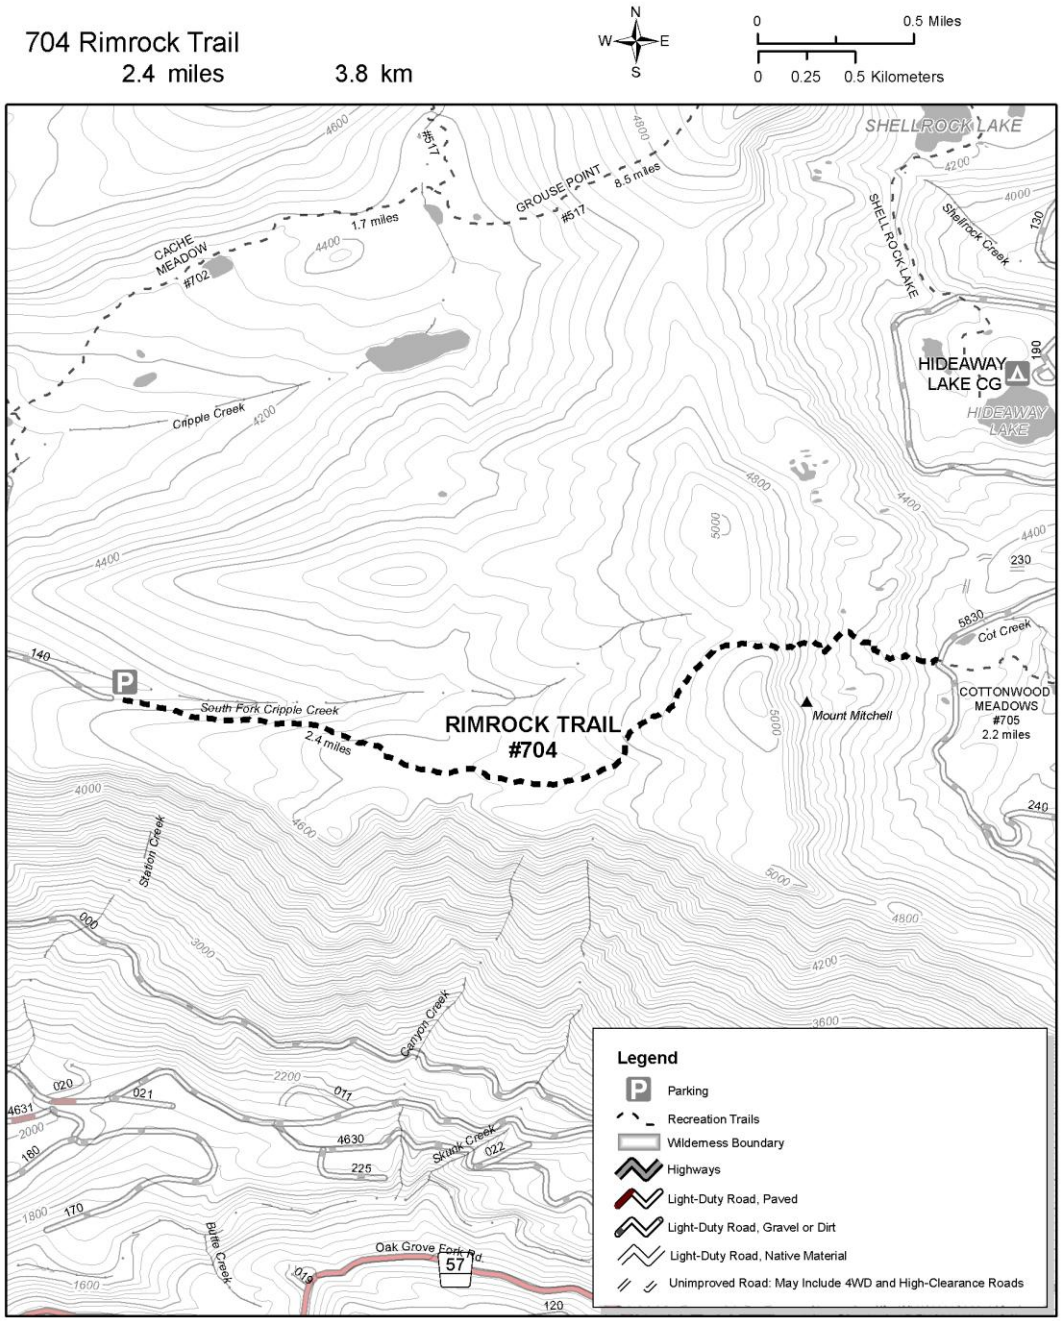 704 Rimrock Trail
2.4 miles 3.8 km
N
W E
S
0 0.5 Miles
0 0.25 0.5 Kilometers
SHELLROCK LAKE
4600
#517
4800
4200
GROUSE POINT
8.5 miles
#517
4000
SHELL ROCK LAKE
Shellrock Creek
130
1.7 miles
CACHE
MEADOW
#702
4400
190
HIDEAWAY
LAKE CG
HIDEAWAY
LAKE
Cripple Creek
4200
4800
4400
5000
4400
4400
230
5830
Cot Creek
140
P
South Fork Cripple Creek
2.4 miles
RIMROCK TRAIL
#704
5000
Mount Mitchell
COTTONWOOD
MEADOWS
#705
2.2 miles
4000
4600
240
Station Creek
5000
4800
000
3000
4200
3600
Canyon Creek
2200
020
021
011
4631
2000
180
4630
Skunk Creek
022
225
1800
170
Butte Creek
Oak Grove Fork Rd.
57
019
1600
120
Legend
P Parking
Recreation Trails
Wilderness Boundary
Highways
Light-Duty Road, Paved
Light-Duty Road, Gravel or Dirt
Light-Duty Road, Native Material
Unimproved Road: May Include 4WD and High-Clearance Roads